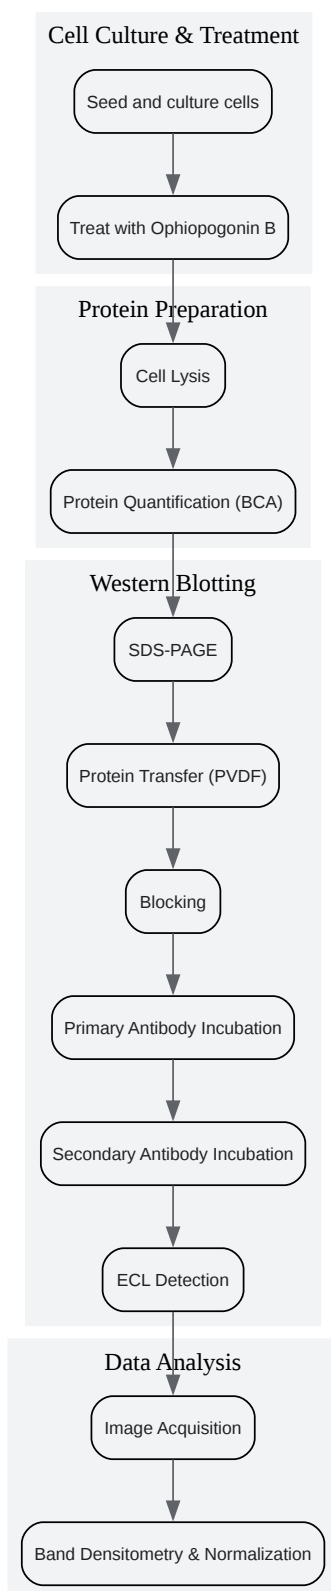 Cell Culture & Treatment
Seed and culture cells
Treat with Ophiopogonin B
Protein Preparation
Cell Lysis
Protein Quantification (BCA)
Western Blotting
SDS-PAGE
Protein Transfer (PVDF)
Blocking
Primary Antibody Incubation
Secondary Antibody Incubation
ECL Detection
Data Analysis
Image Acquisition
Band Densitometry & Normalization